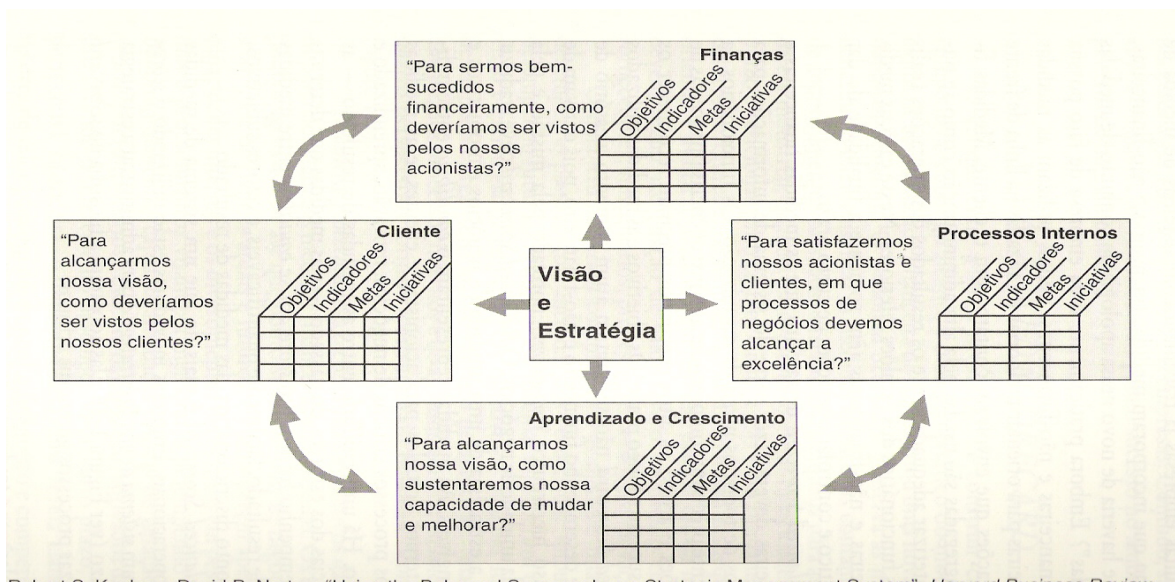 Finanças
“Para sermos bem-
sucedidos
financeiramente, como
deveríamos ser vistos
pelos nossos
acionistas?”
Objetivos
Indicadores
Metas
Iniciativas
Cliente
“Para
alcançarmos
nossa visão,
como deveríamos
ser vistos pelos
nossos clientes?”
Objetivos
Indicadores
Metas
Iniciativas
Visão
e
Estratégia
Processos Internos
“Para satisfazermos
nossos acionistas e
clientes, em que
processos de
negócios devemos
alcançar a
excelência?”
Objetivos
Indicadores
Metas
Iniciativas
Aprendizado e Crescimento
“Para alcançarmos
nossa visão, como
sustentaremos nossa
capacidade de mudar
e melhorar?”
Objetivos
Indicadores
Metas
Iniciativas